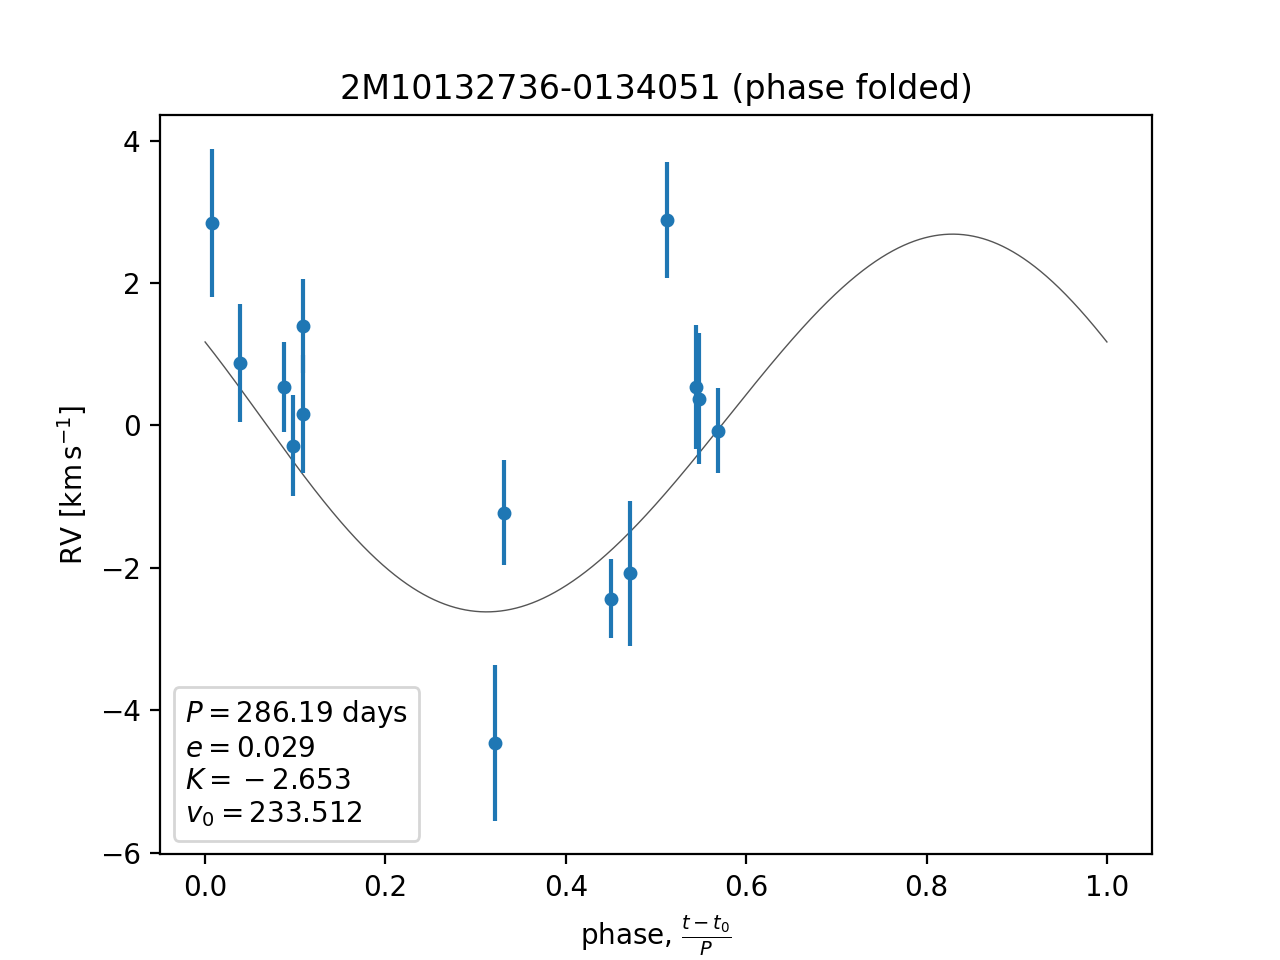 2M10132736-0134051 (phase folded)
4
2
0
−2
−4
−6
RV [km s⁻¹]
P = 286.19 days
e = 0.029
K = −2.653
v₀ = 233.512
0.0 0.2 0.4 0.6 0.8 1.0
phase, (t − t₀)/P